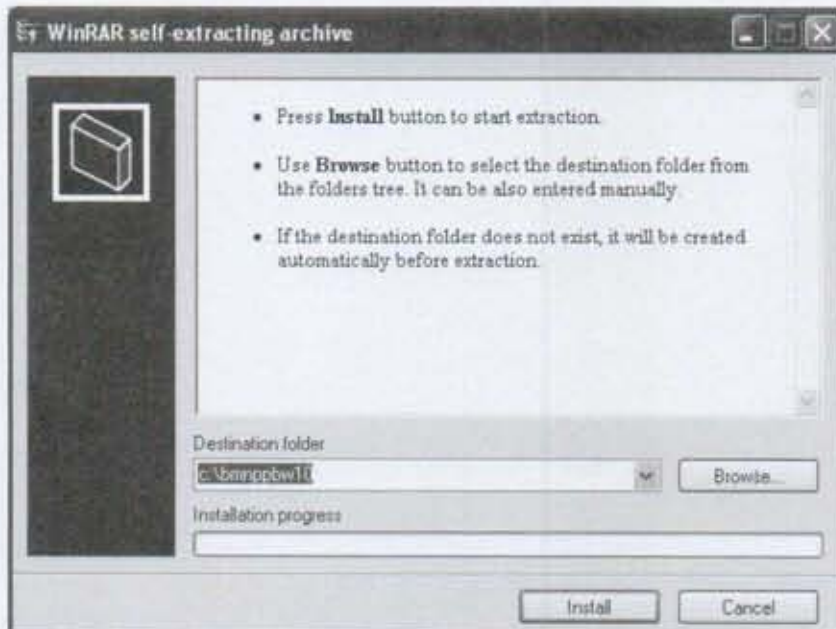 WinRAR self-extracting archive
• Press Install button to start extraction.
• Use Browse button to select the destination folder from
the folders tree. It can be also entered manually.
• If the destination folder does not exist, it will be created
automatically before extraction.
Destination folder
c:\bmnppbw10
Browse...
Installation progress
Install
Cancel